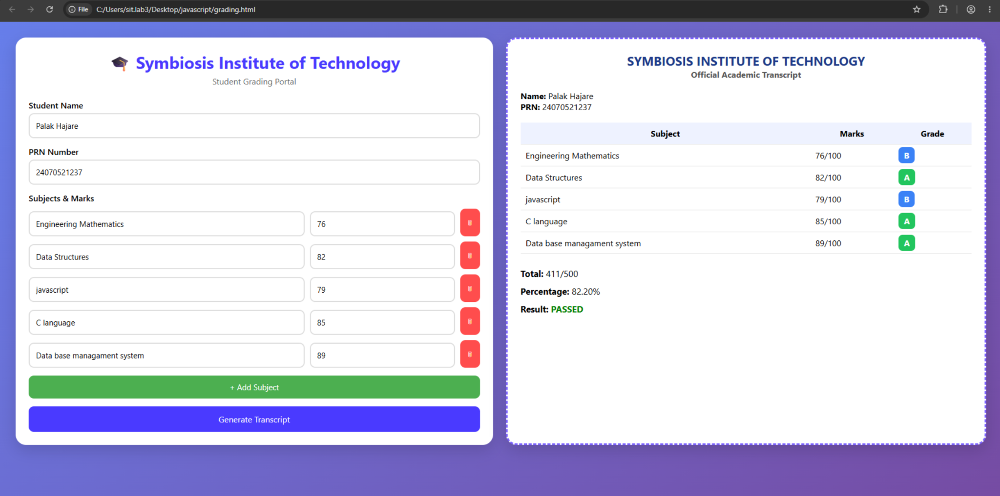 File C:/Users/sit.lab3/Desktop/javascript/grading.html
Symbiosis Institute of Technology
Student Grading Portal
Student Name
Palak Hajare
PRN Number
24070521237
Subjects & Marks
Engineering Mathematics 76
Data Structures 82
javascript 79
C language 85
Data base managament system 89
+ Add Subject
Generate Transcript
SYMBIOSIS INSTITUTE OF TECHNOLOGY
Official Academic Transcript
Name: Palak Hajare
PRN: 24070521237
Subject Marks Grade
Engineering Mathematics 76/100 B
Data Structures 82/100 A
javascript 79/100 B
C language 85/100 A
Data base managament system 89/100 A
Total: 411/500
Percentage: 82.20%
Result: PASSED